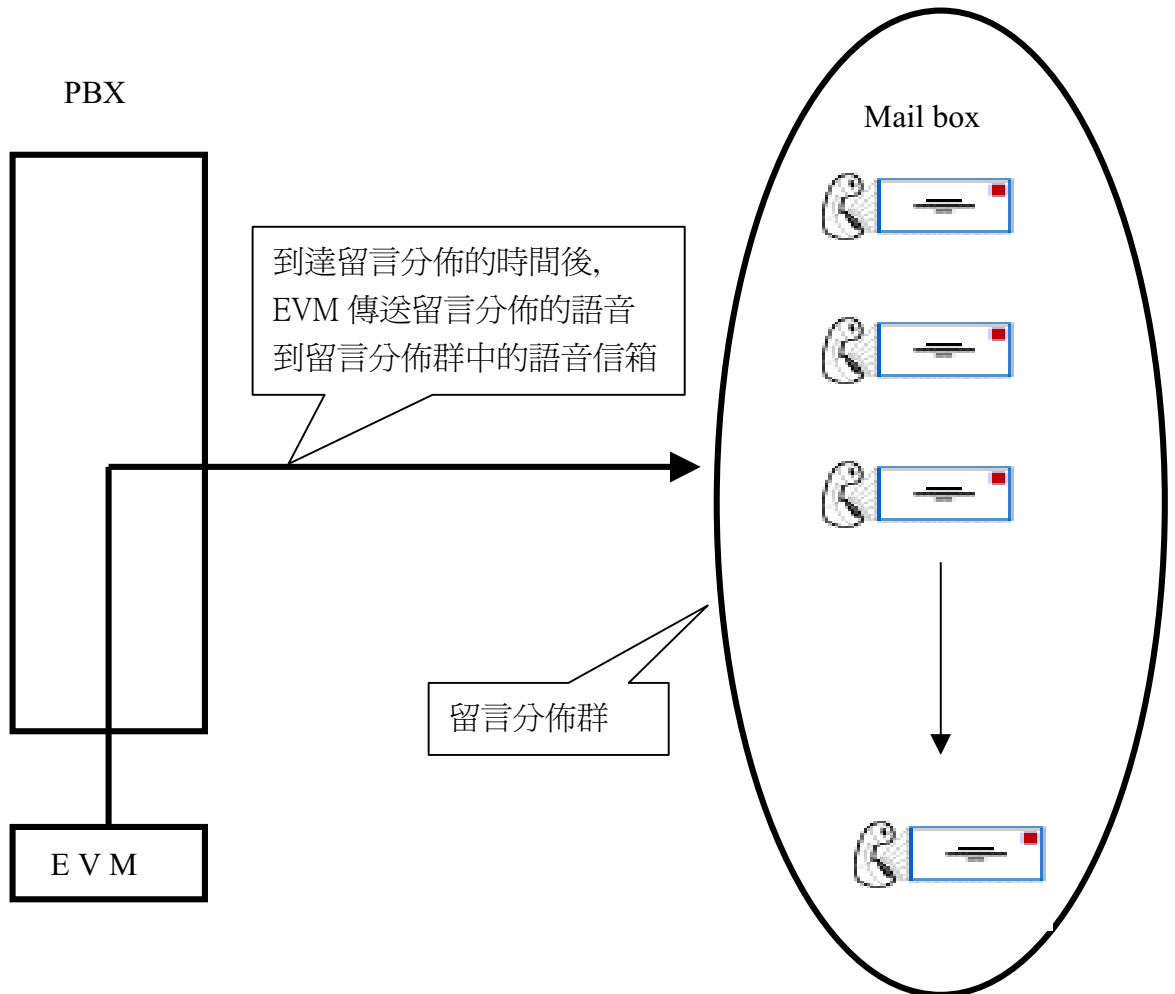 PBX
Mail box
到達留言分佈的時間後,
EVM 傳送留言分佈的語音
到留言分佈群中的語音信箱
留言分佈群
E V M